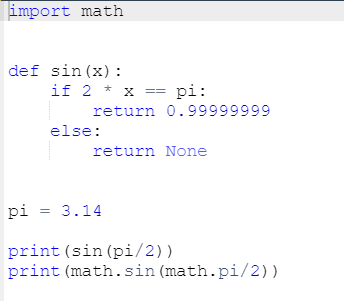 import math
def sin(x):
    if 2 * x == pi:
        return 0.99999999
    else:
        return None
pi = 3.14
print(sin(pi/2))
print(math.sin(math.pi/2))